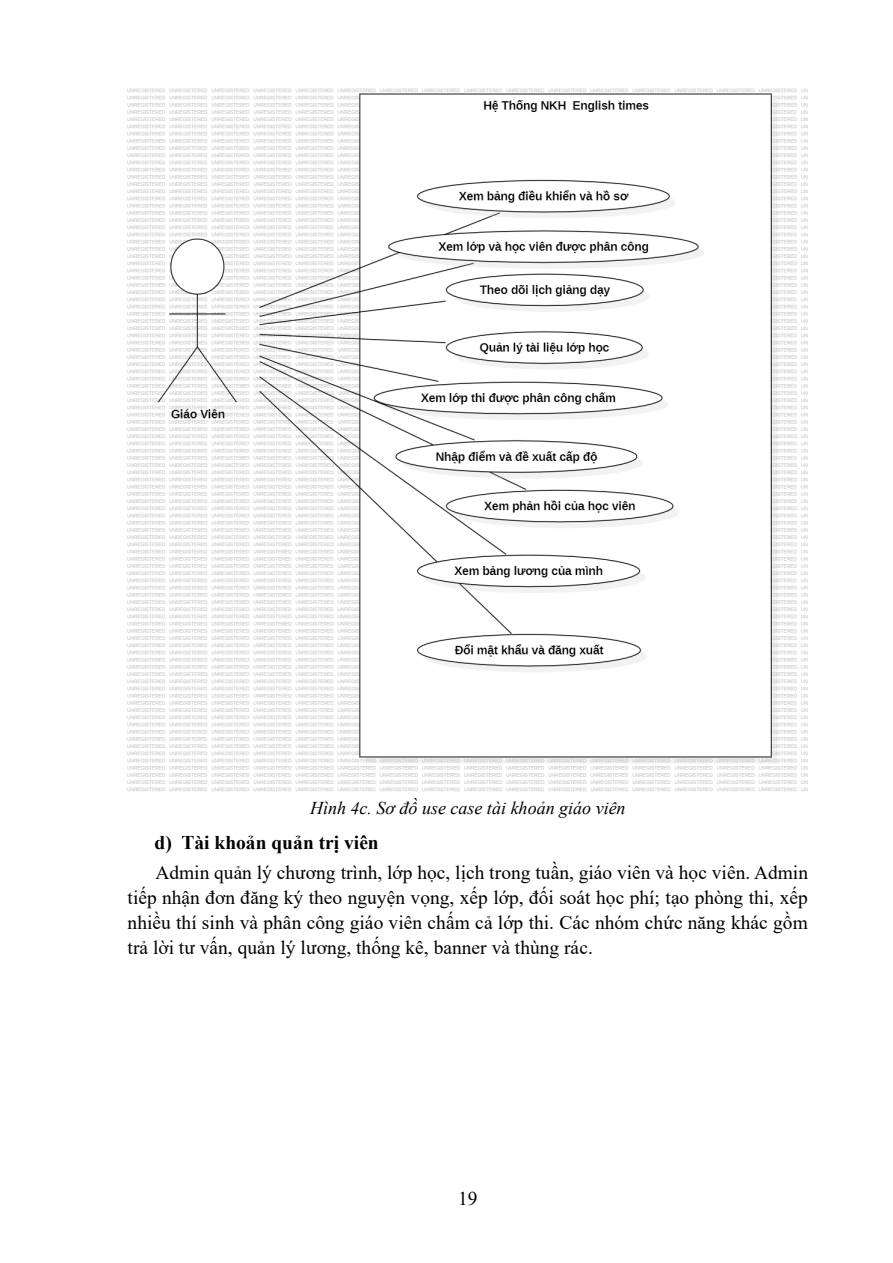 Hệ Thống NKH English times
Xem bảng điều khiển và hồ sơ
Xem lớp và học viên được phân công
Theo dõi lịch giảng dạy
Quản lý tài liệu lớp học
Xem lớp thi được phân công chấm
Giáo Viên
Nhập điểm và đề xuất cấp độ
Xem phản hồi của học viên
Xem bảng lương của mình
Đổi mật khẩu và đăng xuất
Hình 4c. Sơ đồ use case tài khoản giáo viên
d) Tài khoản quản trị viên
Admin quản lý chương trình, lớp học, lịch trong tuần, giáo viên và học viên. Admin
tiếp nhận đơn đăng ký theo nguyện vọng, xếp lớp, đối soát học phí; tạo phòng thi, xếp
nhiều thí sinh và phân công giáo viên chấm cả lớp thi. Các nhóm chức năng khác gồm
trả lời tư vấn, quản lý lương, thống kê, banner và thùng rác.
19